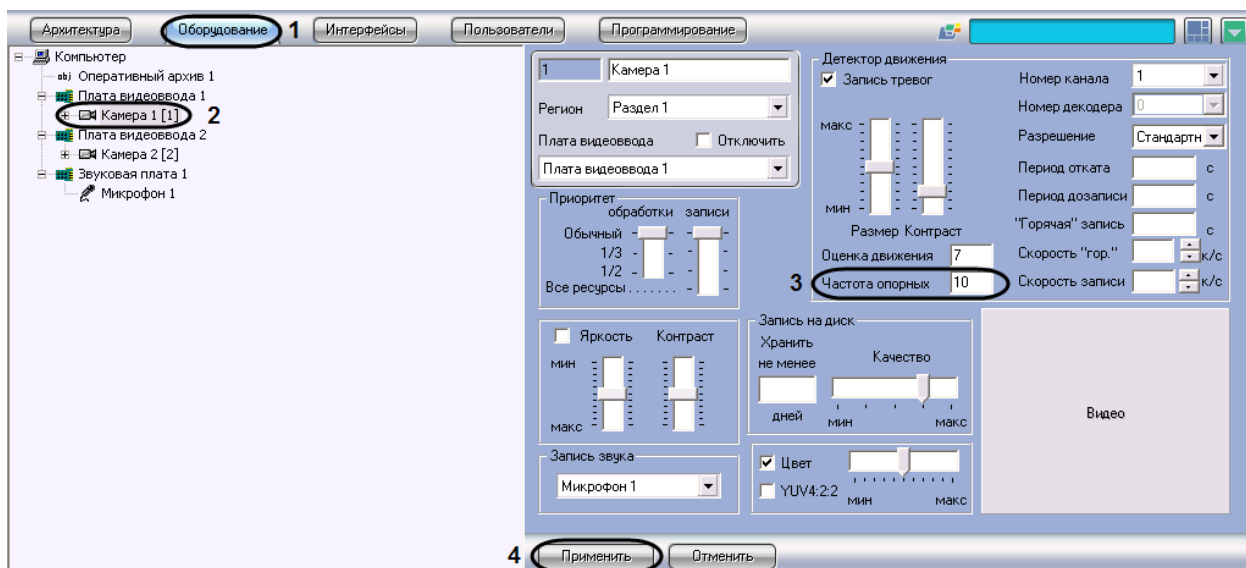 Архитектура Оборудование 1 Интерфейсы Пользователи Программирование
Компьютер
Оперативный архив 1
Плата видеоввода 1
Камера 1 [1] 2
Плата видеоввода 2
Камера 2 [2]
Звуковая плата 1
Микрофон 1
1 Камера 1
Регион Раздел 1
Плата видеоввода Отключить
Плата видеоввода 1
Приоритет
обработки записи
Обычный
1/3
1/2
Все ресурсы.......
Яркость Контраст
мин
макс
Запись звука
Микрофон 1
Детектор движения
Запись тревог
макс
мин
Размер Контраст
Оценка движения 7
3 Частота опорных 10
Номер канала 1
Номер декодера 0
Разрешение Стандартн
Период отката с
Период дозаписи с
"Горячая" запись с
Скорость "гор." к/с
Скорость записи к/с
Запись на диск
Хранить
не менее
дней
Качество
мин макс
Цвет
YUV4:2:2
мин макс
Видео
4 Применить Отменить